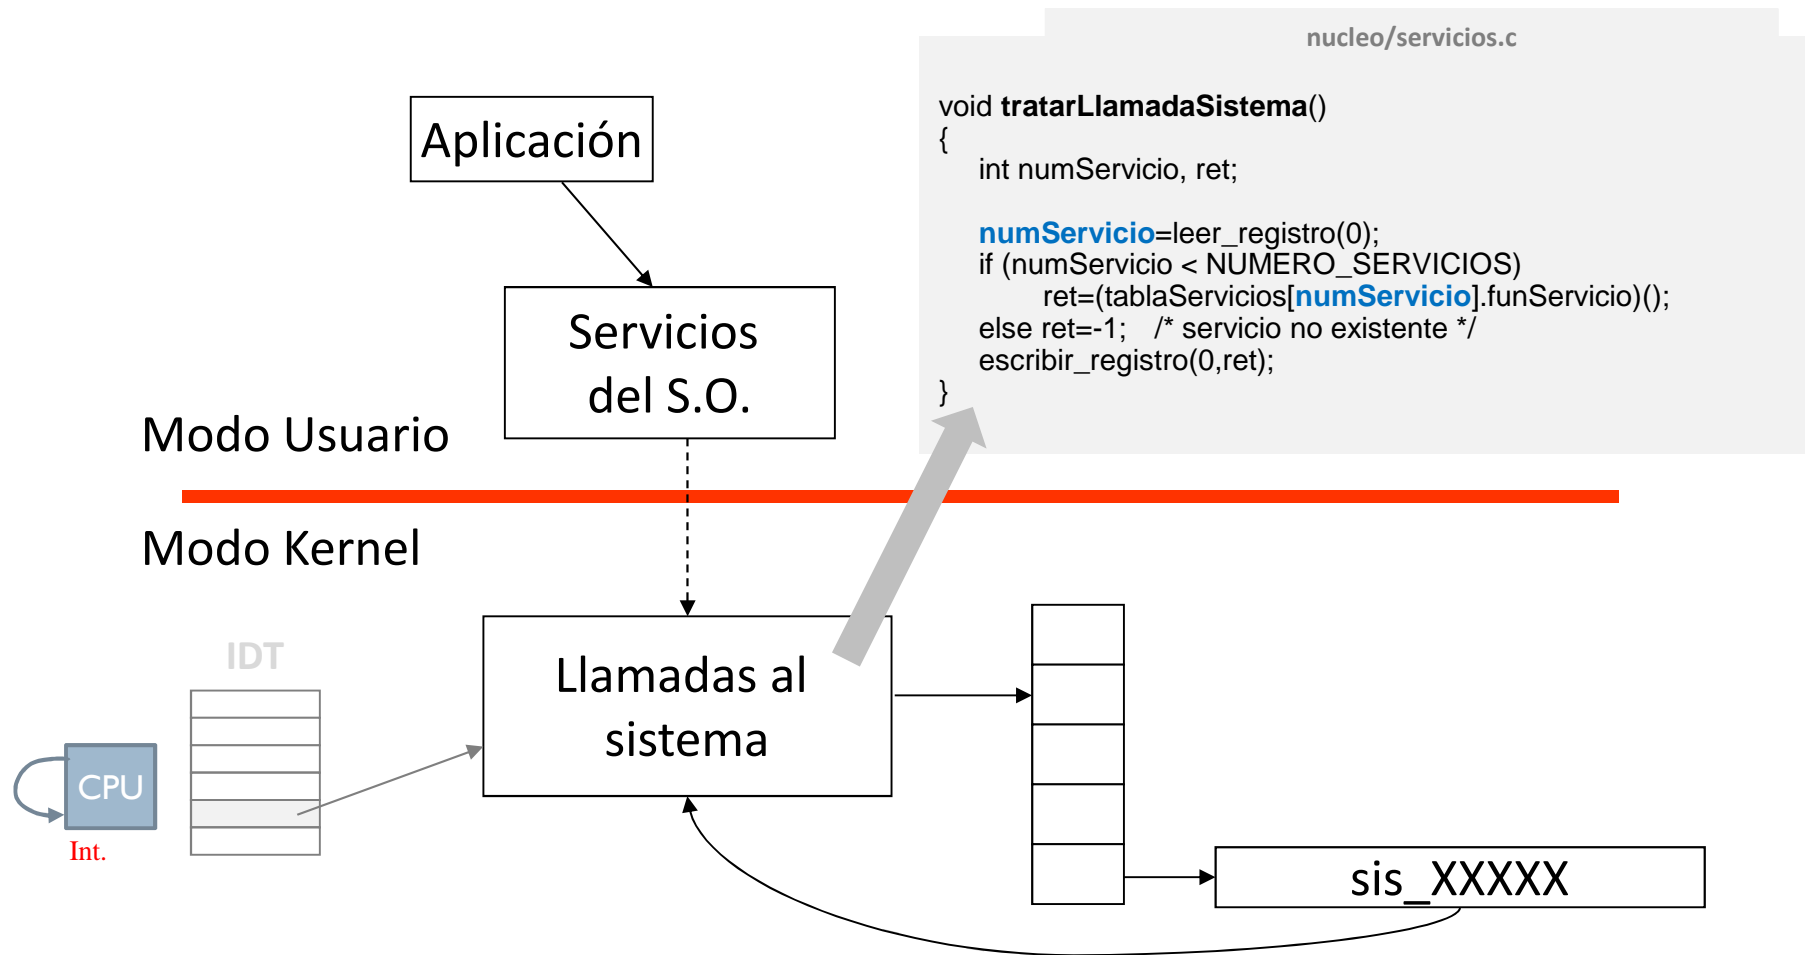 nucleo/servicios.c
void tratarLlamadaSistema()
{
int numServicio, ret;
numServicio=leer_registro(0);
if (numServicio < NUMERO_SERVICIOS)
ret=(tablaServicios[numServicio].funServicio)();
else ret=-1; /* servicio no existente */
escribir_registro(0,ret);
}
Aplicación
Servicios
del S.O.
Modo Usuario
Modo Kernel
IDT
Llamadas al
sistema
CPU
Int.
sis_XXXXX